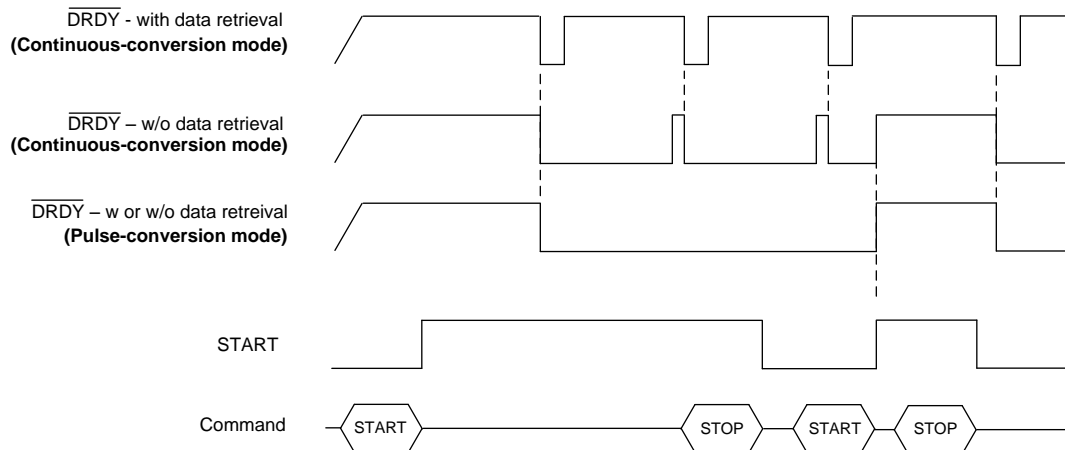 DRDY - with data retrieval
(Continuous-conversion mode)
DRDY – w/o data retrieval
(Continuous-conversion mode)
DRDY – w or w/o data retreival
(Pulse-conversion mode)
START
Command
START
STOP
START
STOP